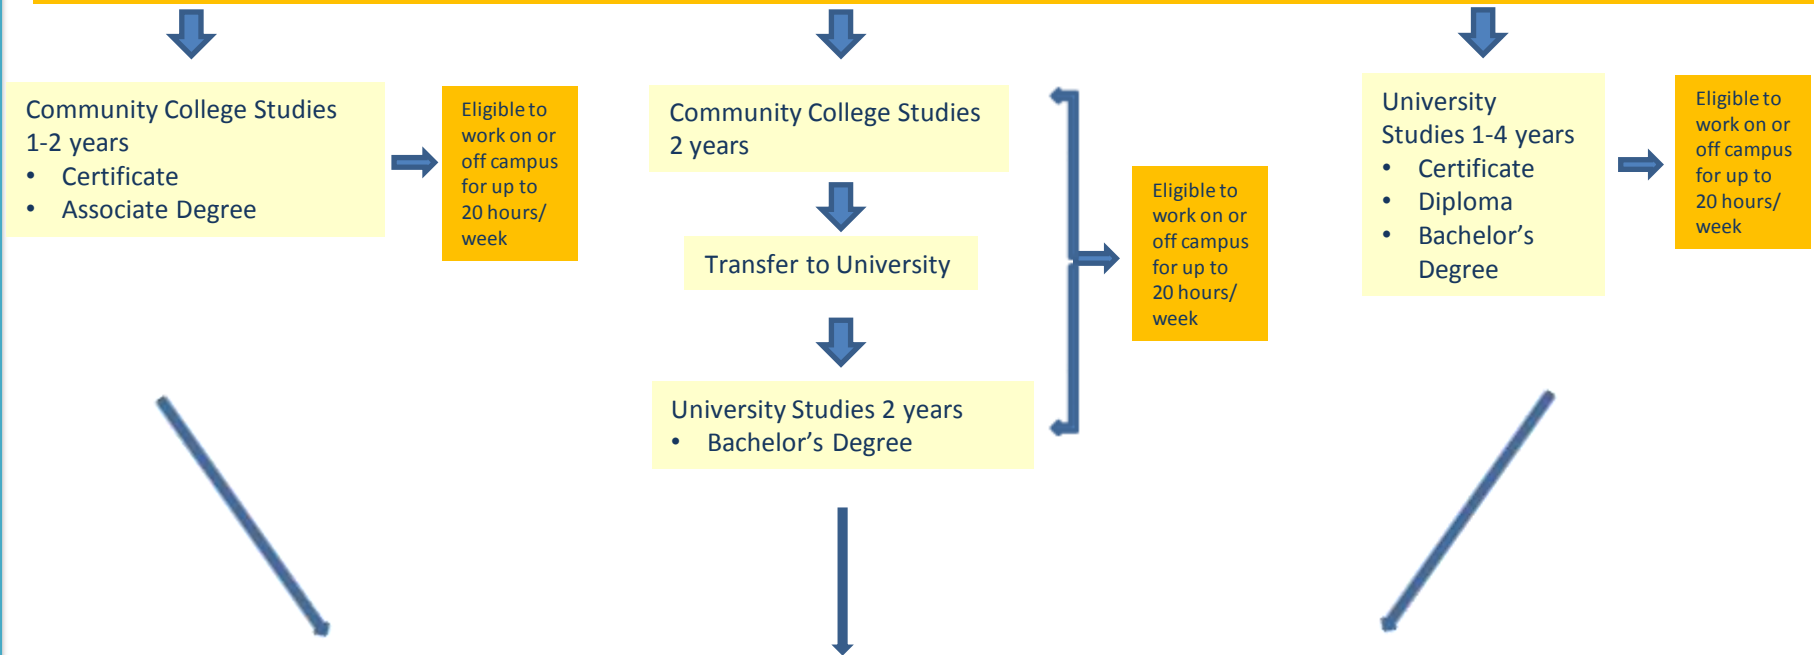 Community College Studies
1-2 years
• Certificate
• Associate Degree
Eligible to
work on or
off campus
for up to
20 hours/
week
Community College Studies
2 years
Transfer to University
University Studies 2 years
• Bachelor’s Degree
Eligible to
work on or
off campus
for up to
20 hours/
week
University
Studies 1-4 years
• Certificate
• Diploma
• Bachelor’s
Degree
Eligible to
work on or
off campus
for up to
20 hours/
week